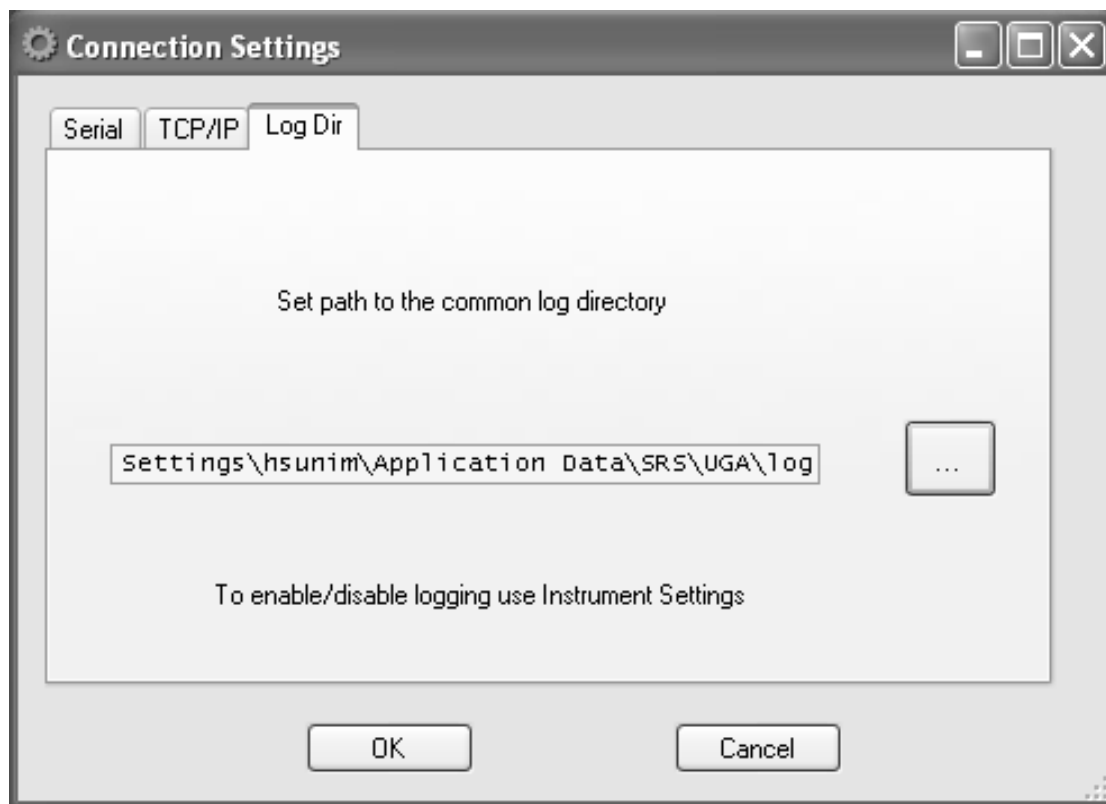 Connection Settings
Serial TCP/IP Log Dir
Set path to the common log directory
Settings\hsunim\Application Data\SRS\UGA\log
...
To enable/disable logging use Instrument Settings
OK Cancel